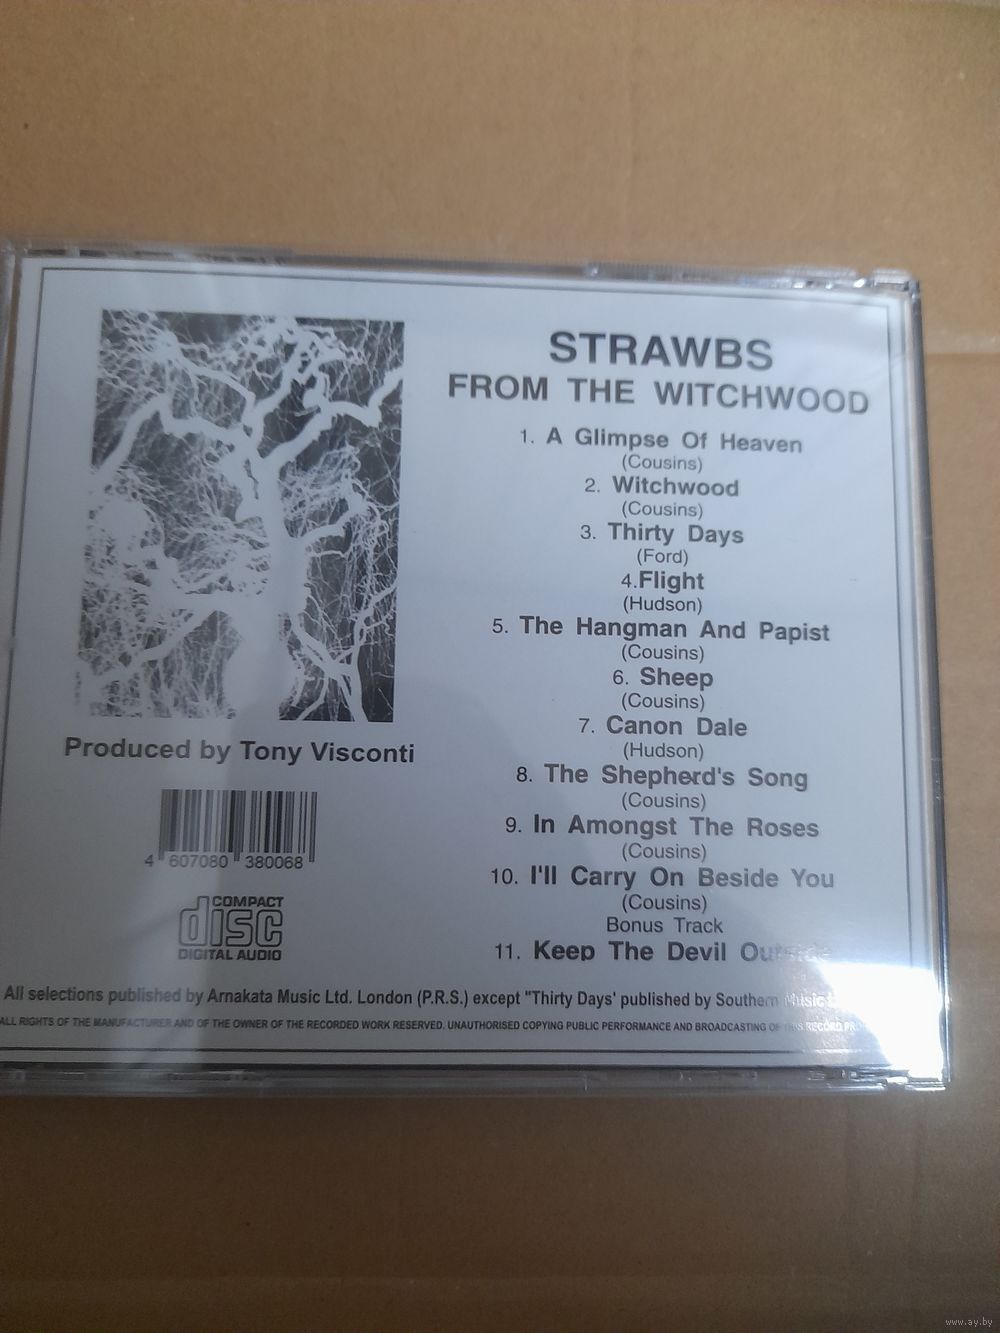 STRAWBS
FROM THE WITCHWOOD
1. A Glimpse Of Heaven
(Cousins)
2. Witchwood
(Cousins)
3. Thirty Days
(Ford)
4.Flight
(Hudson)
5. The Hangman And Papist
(Cousins)
6. Sheep
(Cousins)
7. Canon Dale
(Hudson)
8. The Shepherd's Song
(Cousins)
9. In Amongst The Roses
(Cousins)
10. I'll Carry On Beside You
(Cousins)
Bonus Track
11. Keep The Devil Outside
Produced by Tony Visconti
4 607080 380068
COMPACT
disc
DIGITAL AUDIO
All selections published by Arnakata Music Ltd. London (P.R.S.) except "Thirty Days' published by Southern Music
ALL RIGHTS OF THE MANUFACTURER AND OF THE OWNER OF THE RECORDED WORK RESERVED. UNAUTHORISED COPYING PUBLIC PERFORMANCE AND BROADCASTING OF THIS RECORD
www.ay.by